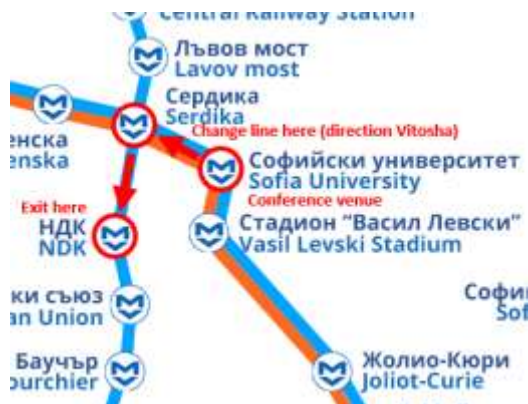 Central Railway Station
Лъвов мост
Lavov most
Сердика
Serdika
Change line here (direction Vitosha)
Софийски университет
Sofia University
Conference venue
Exit here
НДК
NDK
Стадион "Васил Левски"
Vasil Levski Stadium
Баучър
Жолио-Кюри
Joliot-Curie